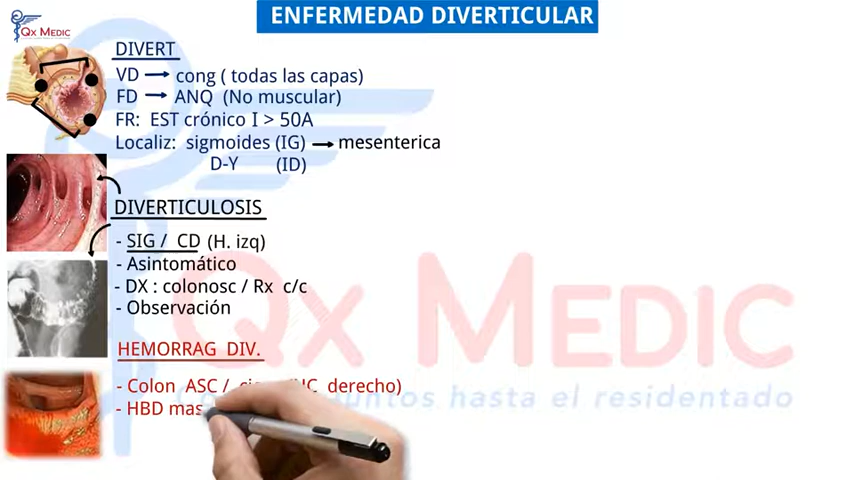 ENFERMEDAD DIVERTICULAR
QX MEDIC
DIVERT
VD → cong ( todas las capas)
FD → ANQ (No muscular)
FR: EST crónico I > 50A
Localiz: sigmoides (IG) → mesenterica
D-Y (ID)
DIVERTICULOSIS
- SIG / CD (H. izq)
- Asintomático
- DX : colonosc / Rx c/c
- Observación
HEMORRAG DIV.
- Colon ASC / derecho)
- HBD mas
QX MEDIC
juntos hasta el residentado